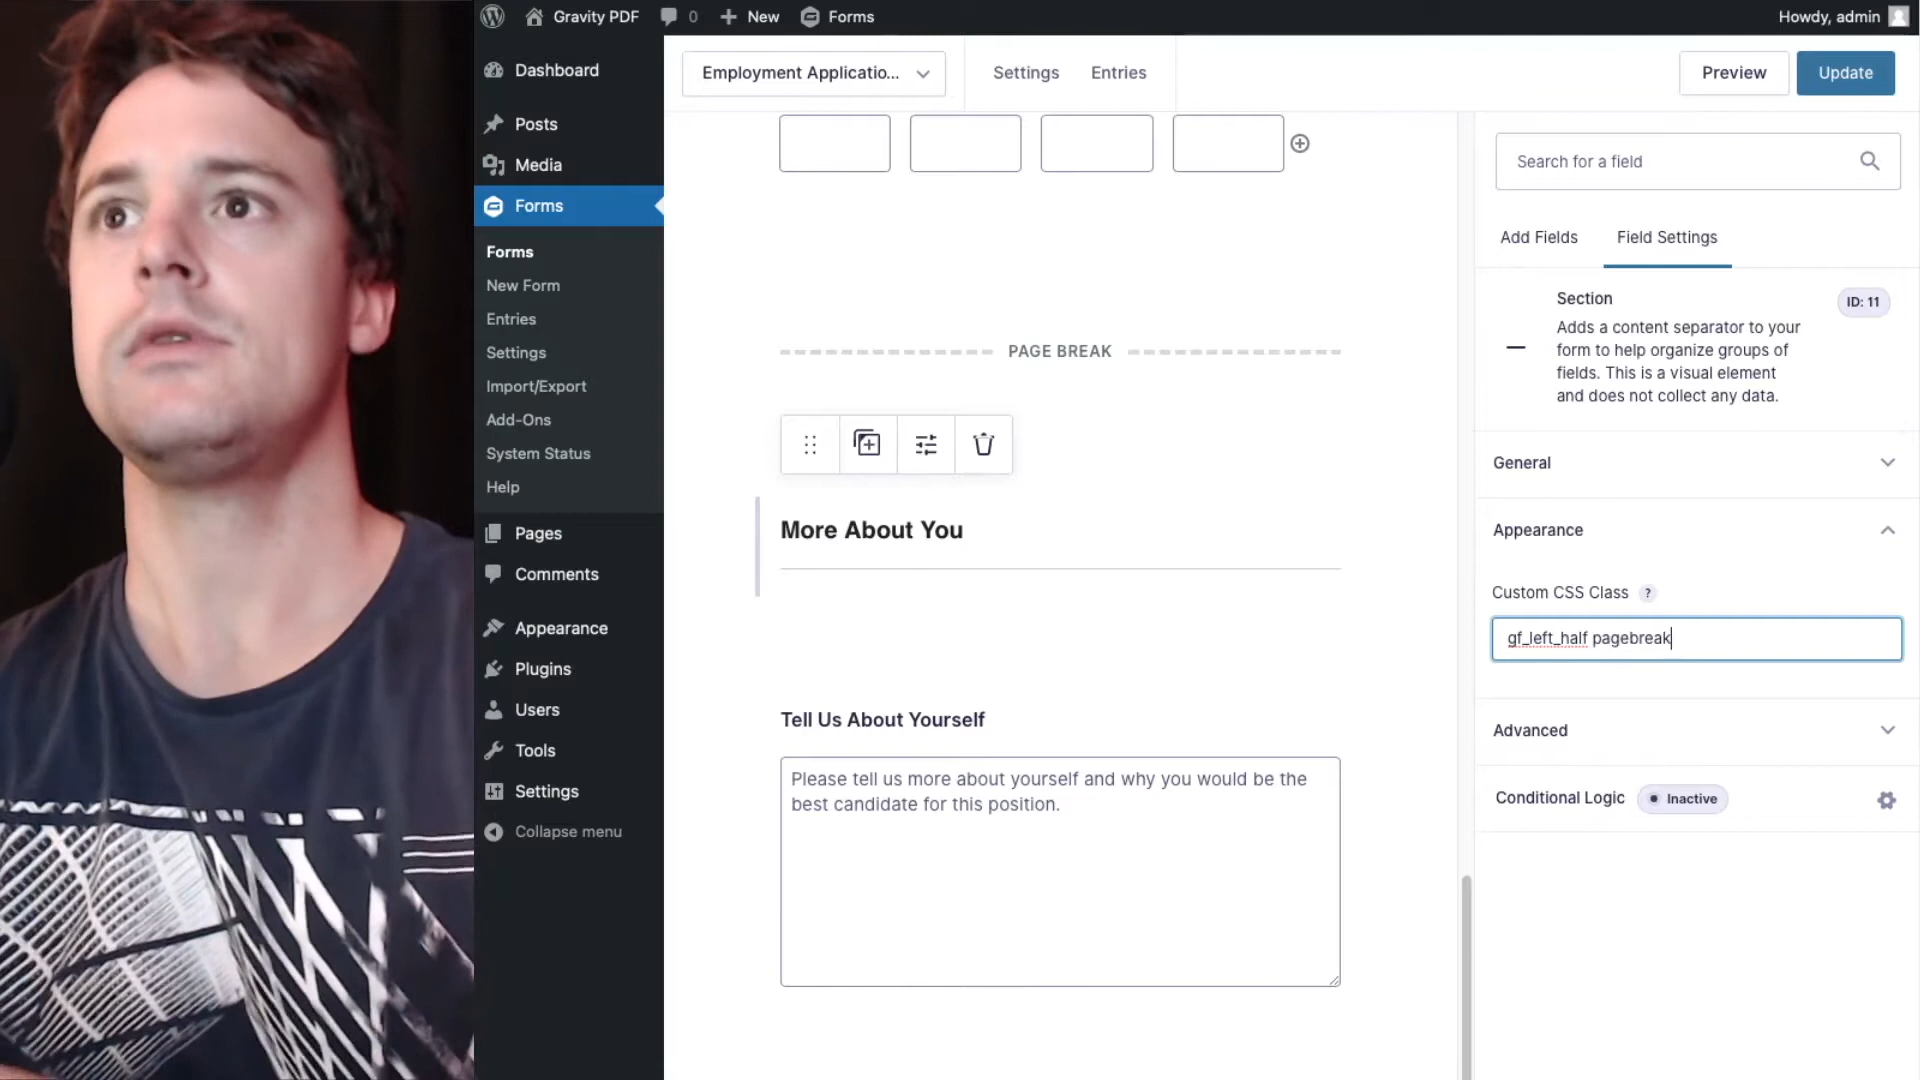 Gravity PDF
0
New
Forms
Howdy, admin
Dashboard
Posts
Media
Forms
Forms
New Form
Entries
Settings
Import/Export
Add-Ons
System Status
Help
Pages
Comments
Appearance
Plugins
Users
Tools
Settings
Collapse menu
Employment Applicatio...
Settings
Entries
Preview
Update
PAGE BREAK
More About You
Tell Us About Yourself
Please tell us more about yourself and why you would be the
best candidate for this position.
Search for a field
Add Fields
Field Settings
Section
ID: 11
Adds a content separator to your
form to help organize groups of
fields. This is a visual element
and does not collect any data.
General
Appearance
Custom CSS Class ?
gf_left_half pagebreak
Advanced
Conditional Logic
Inactive